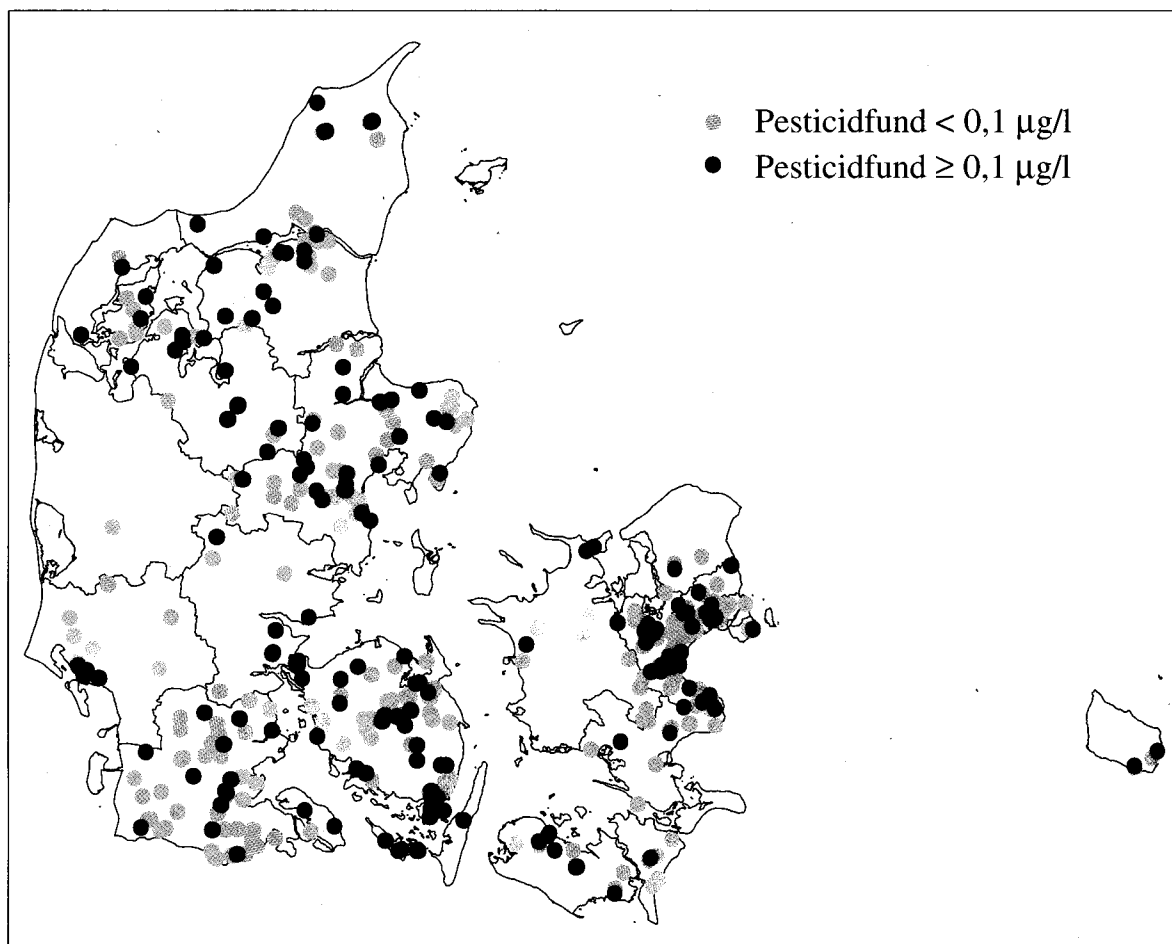 Pesticidfund < 0,1 µg/l
Pesticidfund ≥ 0,1 µg/l